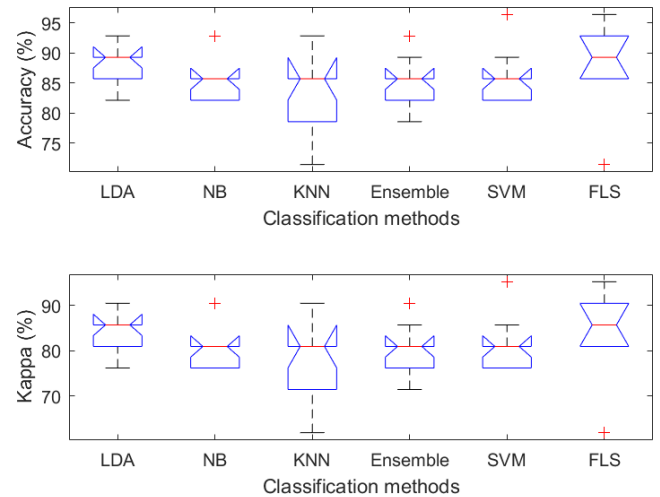 Accuracy (%)
95
90
85
80
75
LDA NB KNN Ensemble SVM FLS
Classification methods
Kappa (%)
90
80
70
LDA NB KNN Ensemble SVM FLS
Classification methods